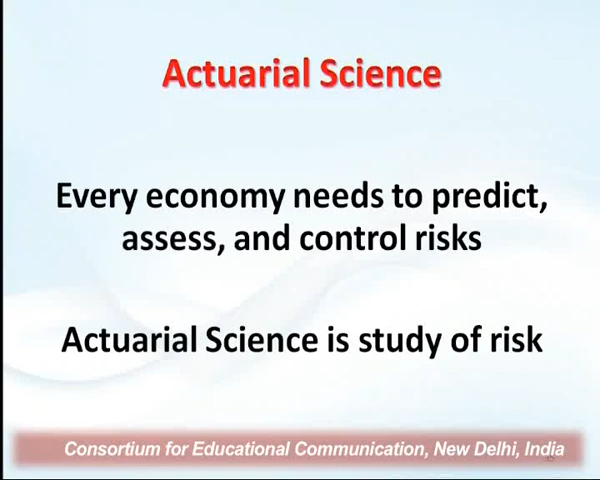 Actuarial Science
Every economy needs to predict,
assess, and control risks
Actuarial Science is study of risk
Consortium for Educational Communication, New Delhi, India